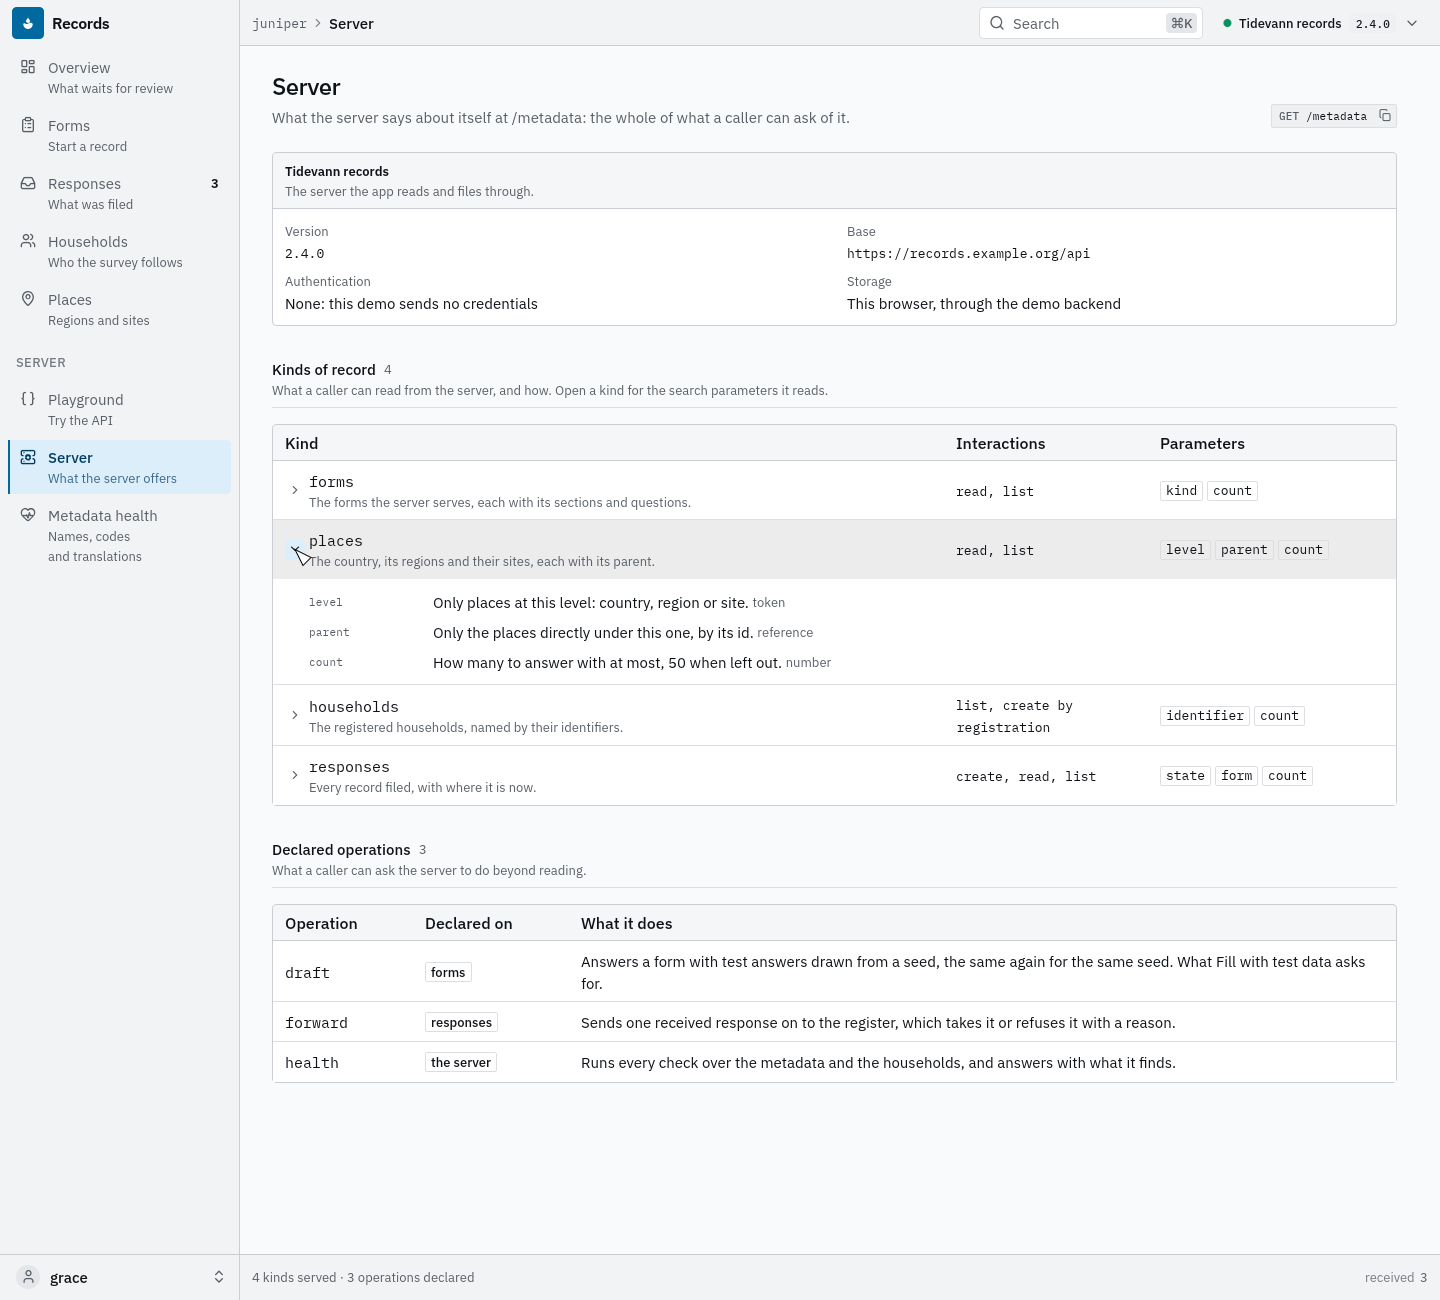 Records
Overview
What waits for review
Forms
Start a record
Responses 3
What was filed
Households
Who the survey follows
Places
Regions and sites
SERVER
Playground
Try the API
Server
What the server offers
Metadata health
Names, codes
and translations
grace
juniper > Server
Search ⌘K
Tidevann records 2.4.0
Server
What the server says about itself at /metadata: the whole of what a caller can ask of it.
GET /metadata
Tidevann records
The server the app reads and files through.
Version
2.4.0
Base
https://records.example.org/api
Authentication
None: this demo sends no credentials
Storage
This browser, through the demo backend
Kinds of record 4
What a caller can read from the server, and how. Open a kind for the search parameters it reads.
Kind Interactions Parameters
forms
The forms the server serves, each with its sections and questions.
read, list
kind count
places
The country, its regions and their sites, each with its parent.
read, list
level parent count
level Only places at this level: country, region or site. token
parent Only the places directly under this one, by its id. reference
count How many to answer with at most, 50 when left out. number
households
The registered households, named by their identifiers.
list, create by
registration
identifier count
responses
Every record filed, with where it is now.
create, read, list
state form count
Declared operations 3
What a caller can ask the server to do beyond reading.
Operation Declared on What it does
draft forms Answers a form with test answers drawn from a seed, the same again for the same seed. What Fill with test data asks
for.
forward responses Sends one received response on to the register, which takes it or refuses it with a reason.
health the server Runs every check over the metadata and the households, and answers with what it finds.
4 kinds served · 3 operations declared
received 3